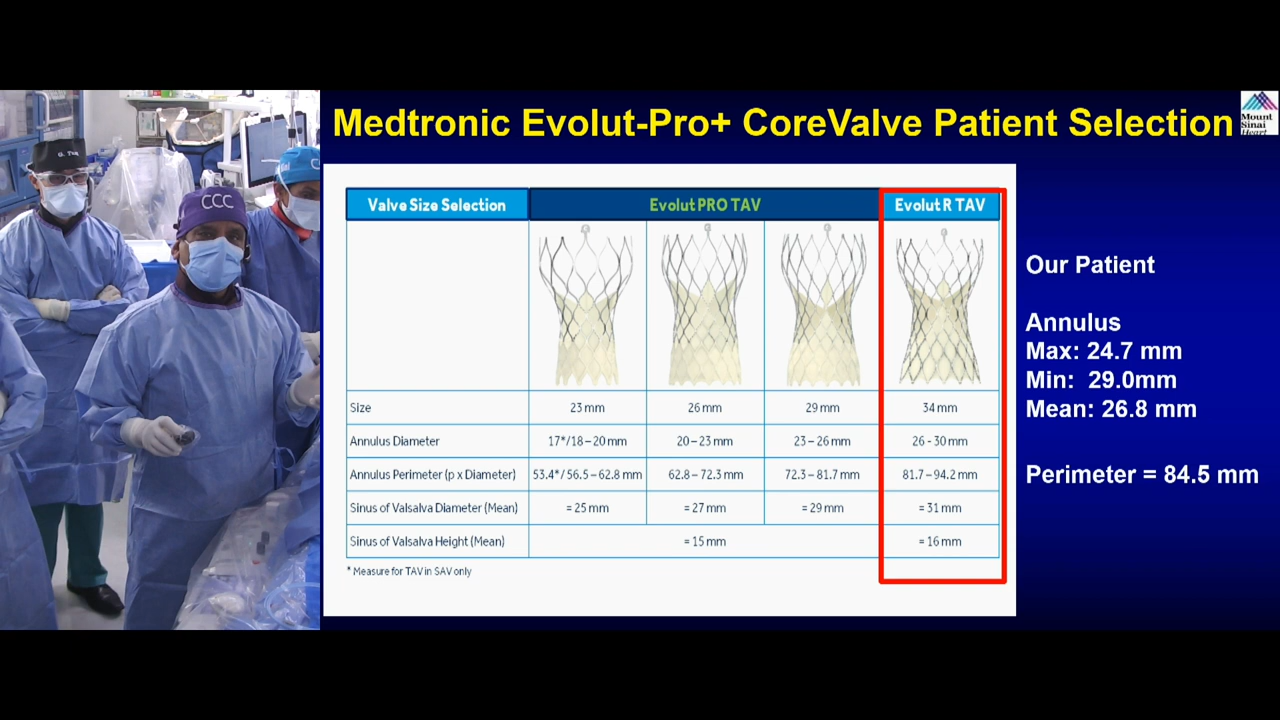 Medtronic Evolut-Pro+ CoreValve Patient Selection
Mount
Sinai
Heart
G. Tang
CCC
Valve Size Selection Evolut PRO TAV Evolut R TAV
Size 23 mm 26 mm 29 mm 34 mm
Annulus Diameter 17*/18 – 20 mm 20 – 23 mm 23 – 26 mm 26 - 30 mm
Annulus Perimeter (p x Diameter) 53.4*/ 56.5 – 62.8 mm 62.8 – 72.3 mm 72.3 – 81.7 mm 81.7 – 94.2 mm
Sinus of Valsalva Diameter (Mean) = 25 mm = 27 mm = 29 mm = 31 mm
Sinus of Valsalva Height (Mean) = 15 mm = 16 mm
* Measure for TAV in SAV only
Our Patient
Annulus
Max: 24.7 mm
Min: 29.0mm
Mean: 26.8 mm
Perimeter = 84.5 mm